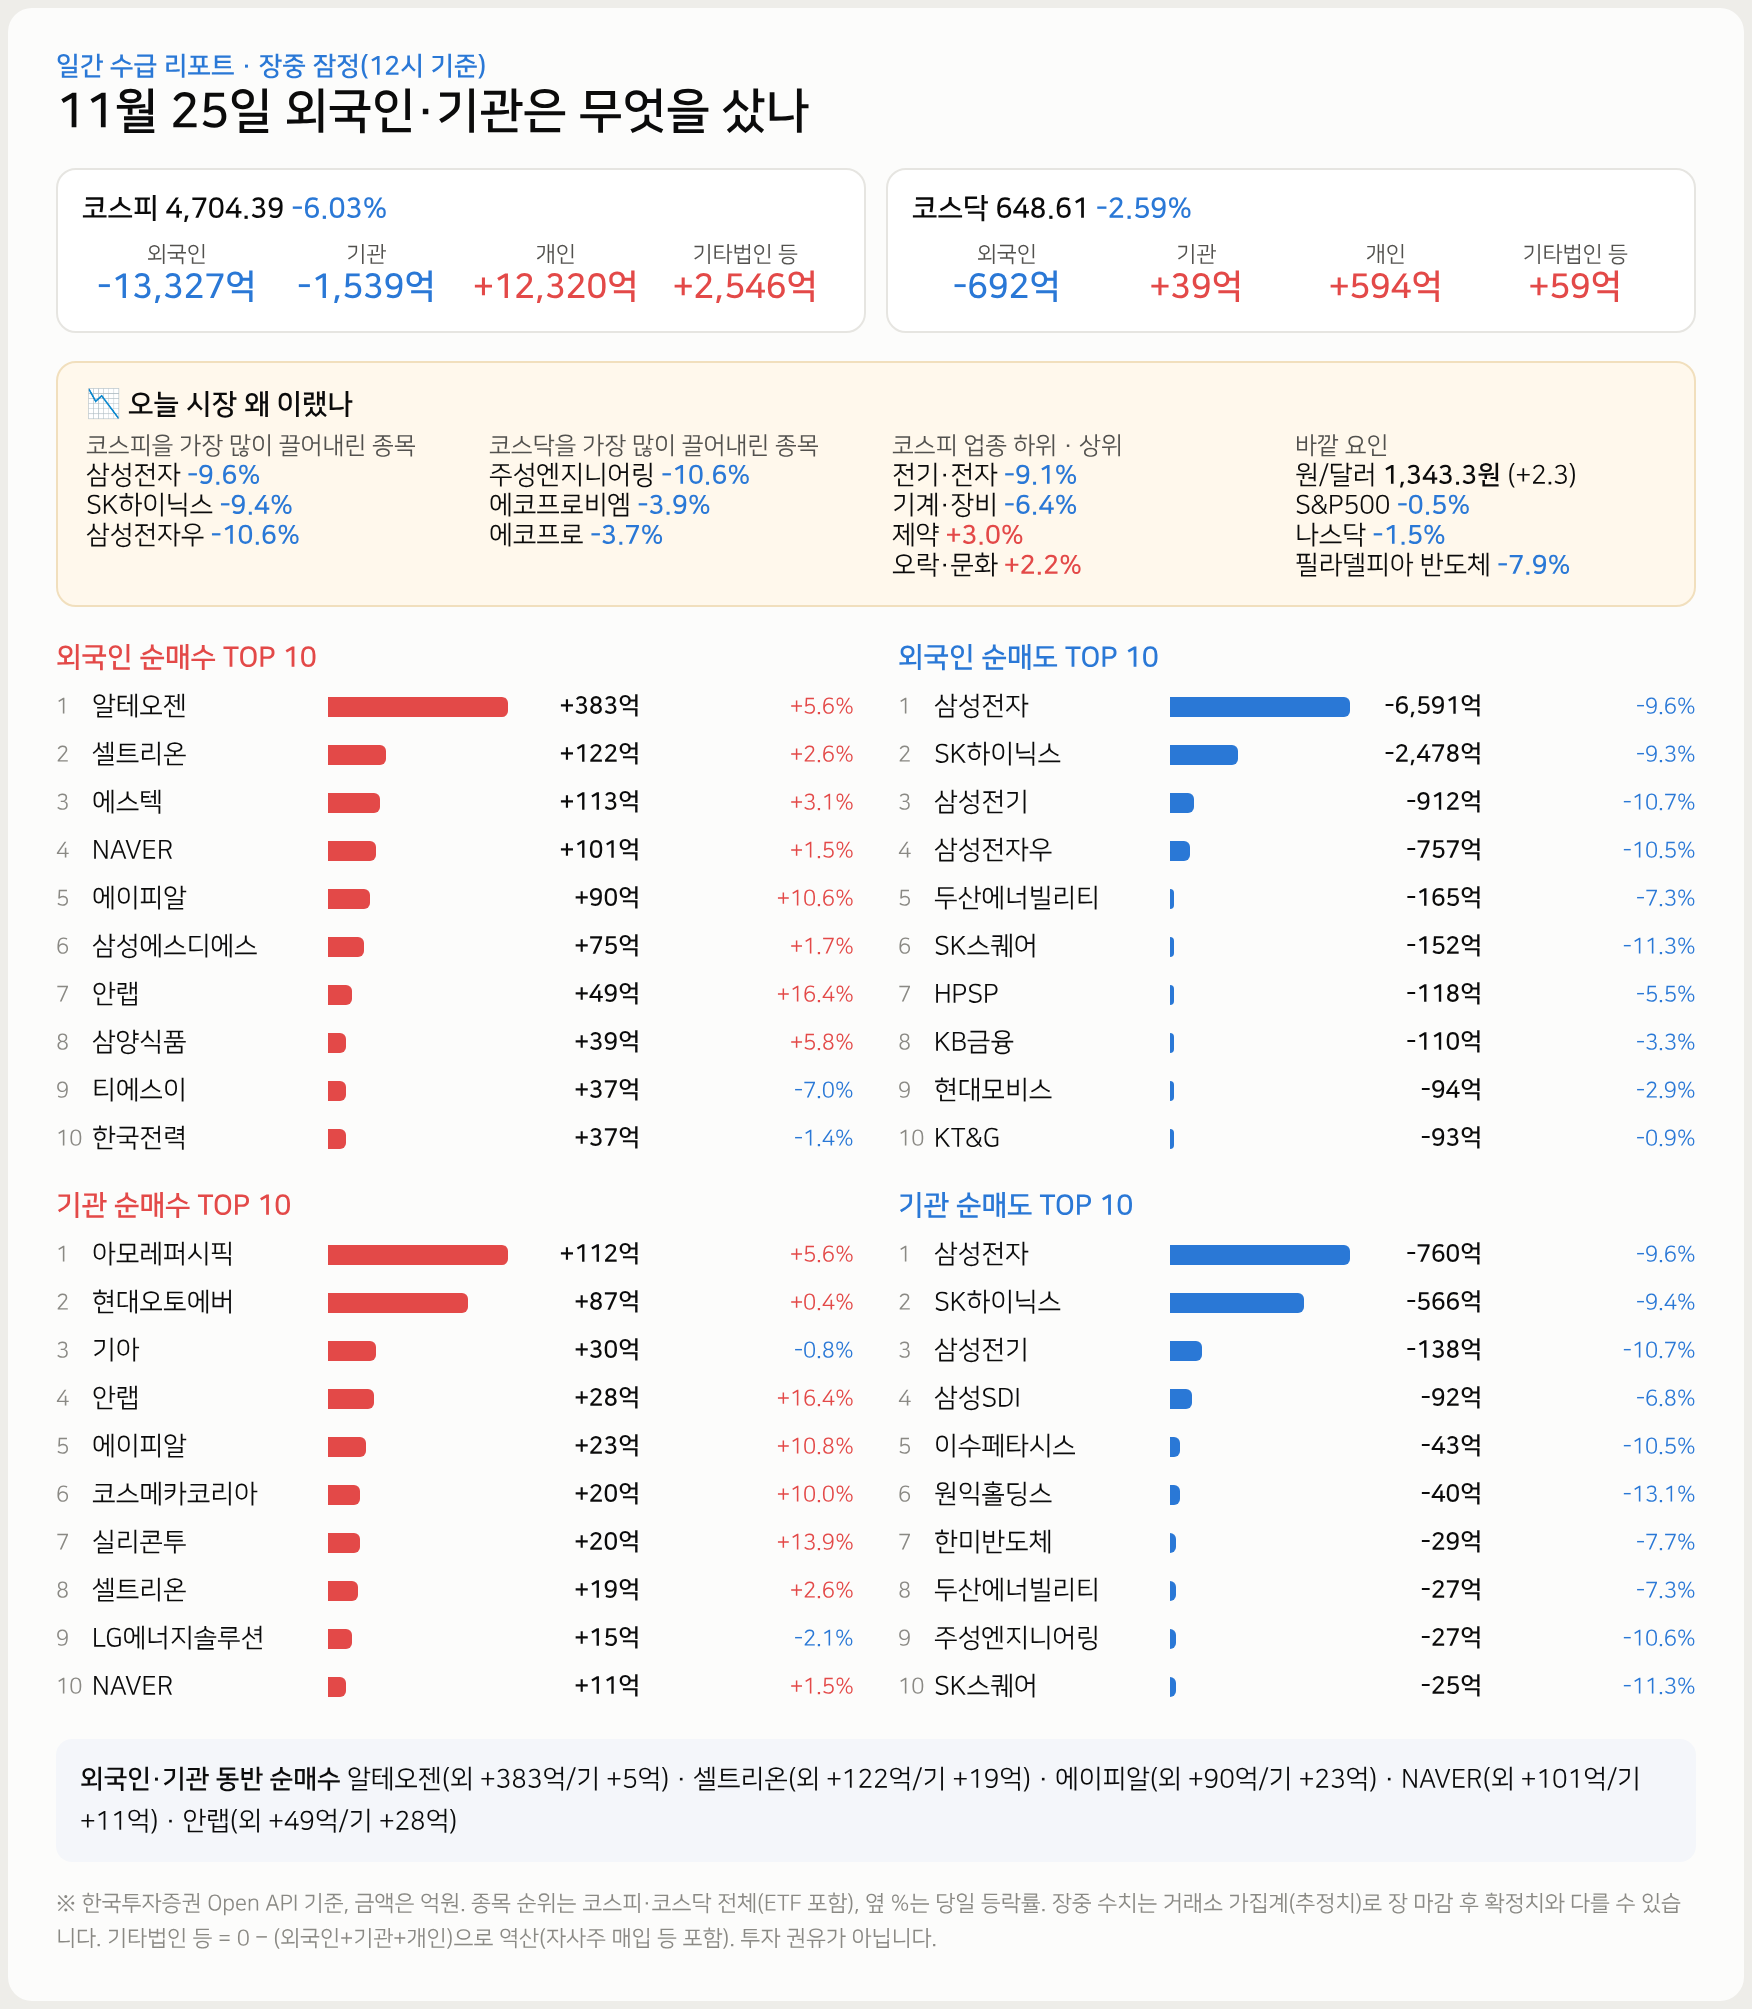 일간 수급 리포트 · 장중 잠정(12시 기준)
11월 25일 외국인·기관은 무엇을 샀나
코스피 4,704.39 -6.03%
외국인 기관 개인 기타법인 등
-13,327억 -1,539억 +12,320억 +2,546억
코스닥 648.61 -2.59%
외국인 기관 개인 기타법인 등
-692억 +39억 +594억 +59억
오늘 시장 왜 이랬나
코스피을 가장 많이 끌어내린 종목
삼성전자 -9.6%
SK하이닉스 -9.4%
삼성전자우 -10.6%
코스닥을 가장 많이 끌어내린 종목
주성엔지니어링 -10.6%
에코프로비엠 -3.9%
에코프로 -3.7%
코스피 업종 하위 · 상위
전기·전자 -9.1%
기계·장비 -6.4%
제약 +3.0%
오락·문화 +2.2%
바깥 요인
원/달러 1,343.3원 (+2.3)
S&P500 -0.5%
나스닥 -1.5%
필라델피아 반도체 -7.9%
외국인 순매수 TOP 10
1 알테오젠 +383억 +5.6%
2 셀트리온 +122억 +2.6%
3 에스텍 +113억 +3.1%
4 NAVER +101억 +1.5%
5 에이피알 +90억 +10.6%
6 삼성에스디에스 +75억 +1.7%
7 안랩 +49억 +16.4%
8 삼양식품 +39억 +5.8%
9 티에스이 +37억 -7.0%
10 한국전력 +37억 -1.4%
외국인 순매도 TOP 10
1 삼성전자 -6,591억 -9.6%
2 SK하이닉스 -2,478억 -9.3%
3 삼성전기 -912억 -10.7%
4 삼성전자우 -757억 -10.5%
5 두산에너빌리티 -165억 -7.3%
6 SK스퀘어 -152억 -11.3%
7 HPSP -118억 -5.5%
8 KB금융 -110억 -3.3%
9 현대모비스 -94억 -2.9%
10 KT&G -93억 -0.9%
기관 순매수 TOP 10
1 아모레퍼시픽 +112억 +5.6%
2 현대오토에버 +87억 +0.4%
3 기아 +30억 -0.8%
4 안랩 +28억 +16.4%
5 에이피알 +23억 +10.8%
6 코스메카코리아 +20억 +10.0%
7 실리콘투 +20억 +13.9%
8 셀트리온 +19억 +2.6%
9 LG에너지솔루션 +15억 -2.1%
10 NAVER +11억 +1.5%
기관 순매도 TOP 10
1 삼성전자 -760억 -9.6%
2 SK하이닉스 -566억 -9.4%
3 삼성전기 -138억 -10.7%
4 삼성SDI -92억 -6.8%
5 이수페타시스 -43억 -10.5%
6 원익홀딩스 -40억 -13.1%
7 한미반도체 -29억 -7.7%
8 두산에너빌리티 -27억 -7.3%
9 주성엔지니어링 -27억 -10.6%
10 SK스퀘어 -25억 -11.3%
외국인·기관 동반 순매수 알테오젠(외 +383억/기 +5억) · 셀트리온(외 +122억/기 +19억) · 에이피알(외 +90억/기 +23억) · NAVER(외 +101억/기
+11억) · 안랩(외 +49억/기 +28억)
※ 한국투자증권 Open API 기준, 금액은 억원. 종목 순위는 코스피·코스닥 전체(ETF 포함), 옆 %는 당일 등락률. 장중 수치는 거래소 가집계(추정치)로 장 마감 후 확정치와 다를 수 있습
니다. 기타법인 등 = 0 − (외국인+기관+개인)으로 역산(자사주 매입 등 포함). 투자 권유가 아닙니다.